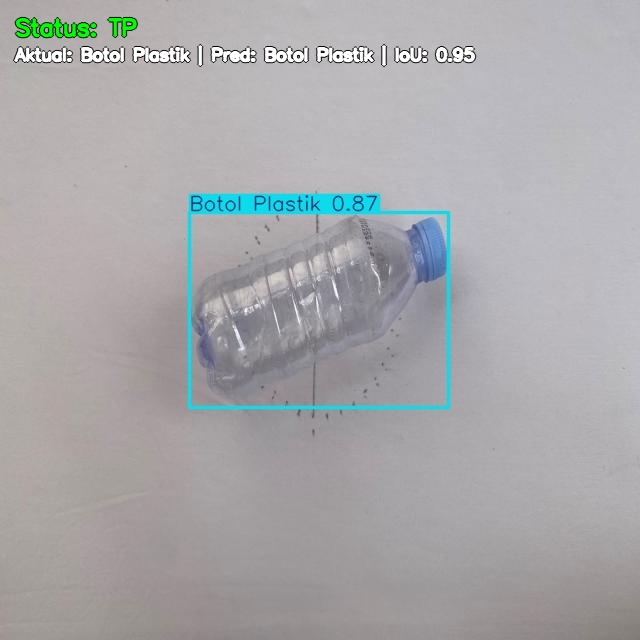 Status: TP
Aktual: Botol Plastik | Pred: Botol Plastik | IoU: 0.95
Botol Plastik 0.87